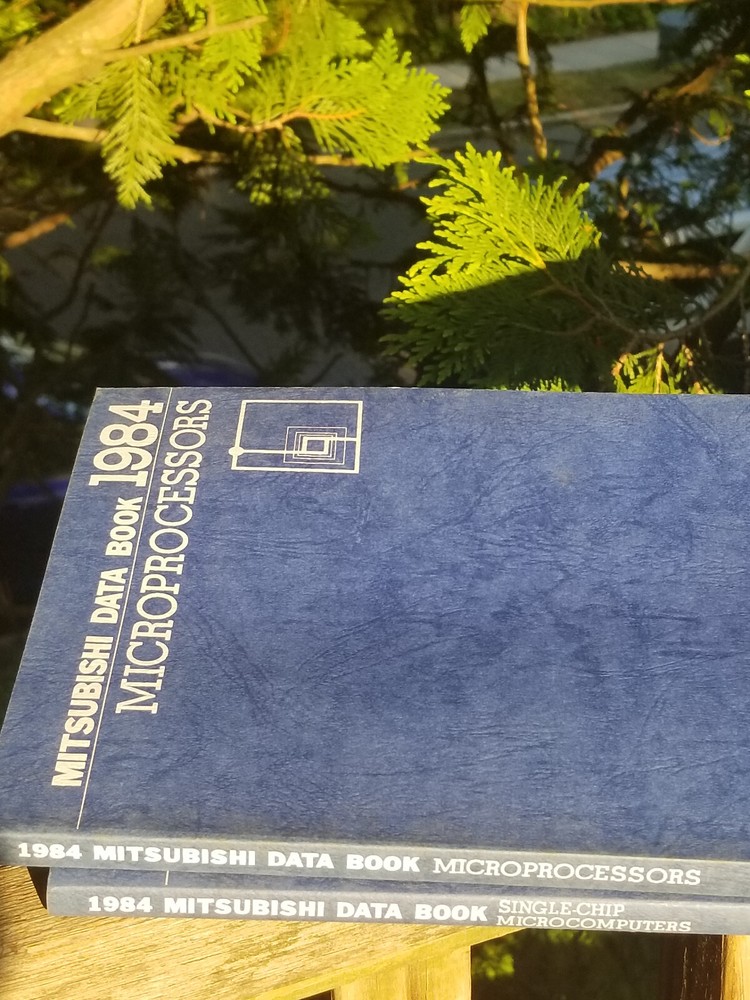 MITSUBISHI DATA BOOK 1984
MICROPROCESSORS
1984 MITSUBISHI DATA BOOK MICROPROCESSORS
1984 MITSUBISHI DATA BOOK SINGLE-CHIP
MICROCOMPUTERS